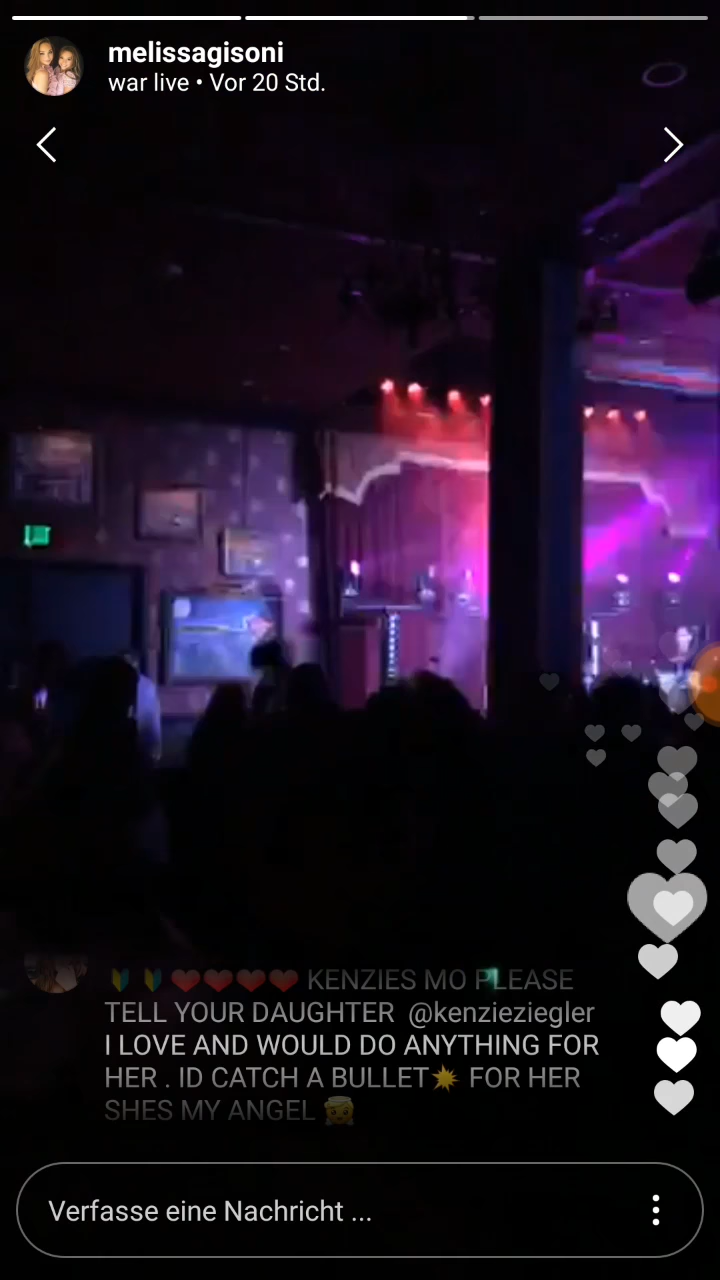 melissagisoni
war live • Vor 20 Std.
🔰 🔰 ❤️❤️❤️❤️ KENZIES MO PLEASE
TELL YOUR DAUGHTER @kenzieziegler
I LOVE AND WOULD DO ANYTHING FOR
HER . ID CATCH A BULLET💥 FOR HER
SHES MY ANGEL 👼
Verfasse eine Nachricht ...